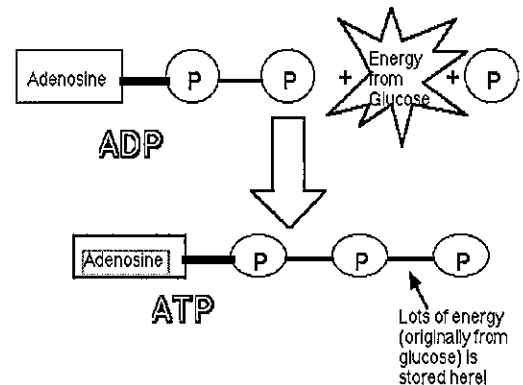 Adenosine
P
P
+
Energy
from
Glucose
+
P
ADP
Adenosine
P
P
P
ATP
Lots of energy
(originally from
glucose) is
stored here!